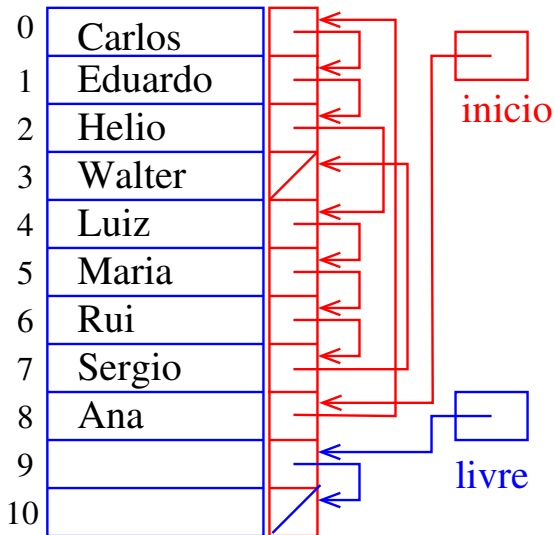 0 Carlos
1 Eduardo
inicio
2 Helio
3 Walter
4 Luiz
5 Maria
6 Rui
7 Sergio
8 Ana
9
livre
10